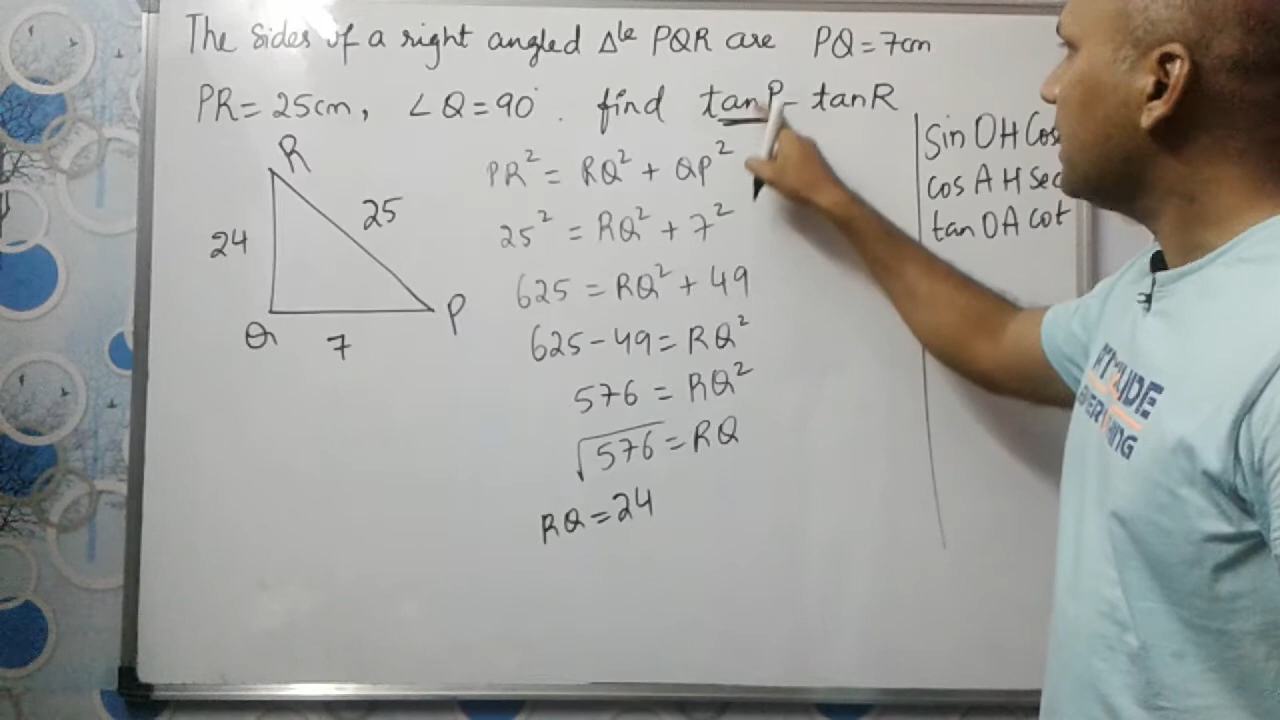 The sides of a right angled Δle PQR are PQ = 7cm
PR = 25cm, ∠Q = 90° . find tanP - tanR
R
24
25
Q
7
P
PR² = RQ² + QP²
25² = RQ² + 7²
625 = RQ² + 49
625 - 49 = RQ²
576 = RQ²
√576 = RQ
RQ = 24
Sin OH Cos
cos AH sec
tan OA cot